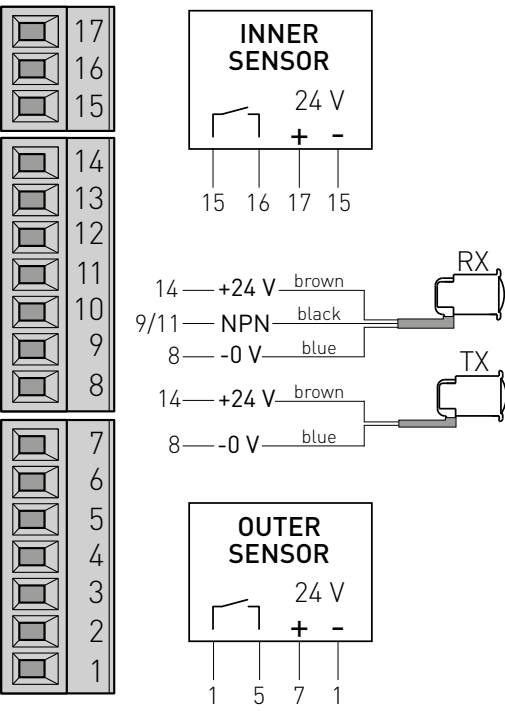 17
16
15
14
13
12
11
10
9
8
7
6
5
4
3
2
1
INNER
SENSOR
24 V
+ -
15 16 17 15
RX
14 +24 V brown
9/11 NPN black
8 -0 V blue
TX
14 +24 V brown
8 -0 V blue
OUTER
SENSOR
24 V
+ -
1 5 7 1